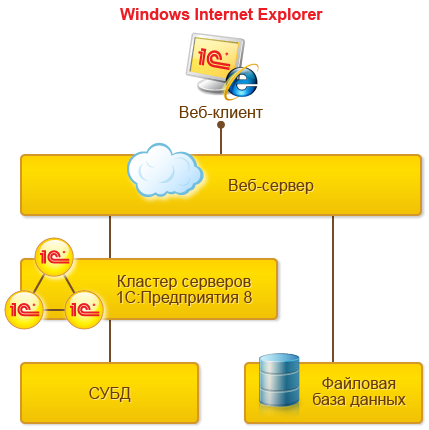 Windows Internet Explorer
1С
Веб-клиент
Веб-сервер
1С
1С
1С
Кластер серверов
1С:Предприятия 8
СУБД
Файловая
база данных